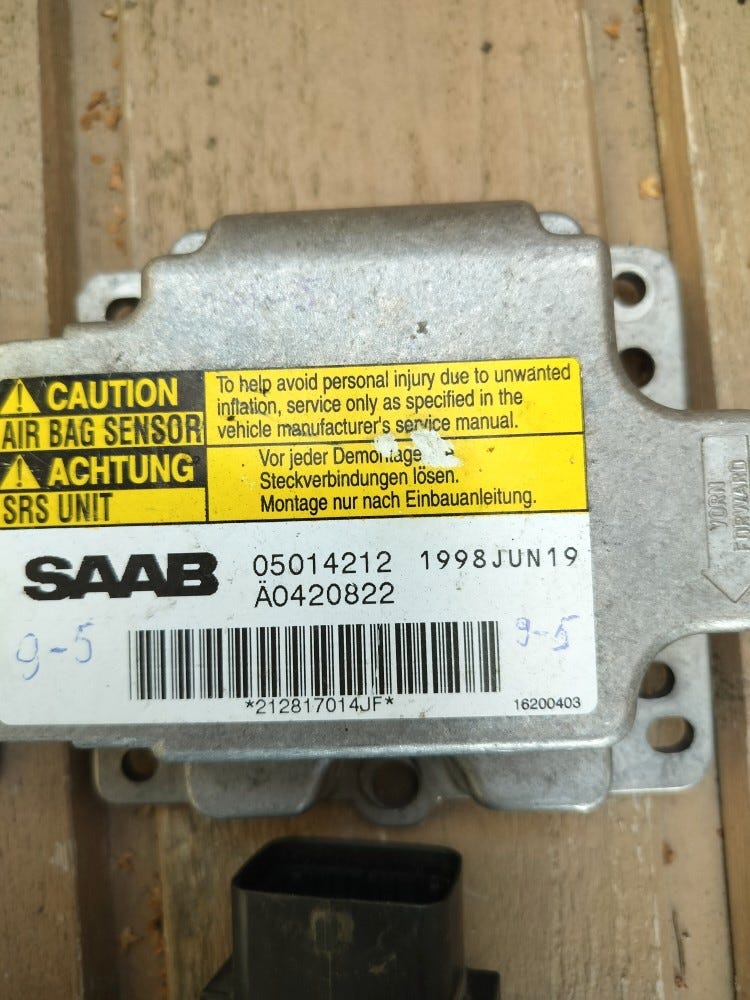 CAUTION
AIR BAG SENSOR
ACHTUNG
SRS UNIT
To help avoid personal injury due to unwanted
inflation, service only as specified in the
vehicle manufacturer's service manual.
Vor jeder Demontage
Steckverbindungen lösen.
Montage nur nach Einbauanleitung.
SAAB
05014212 1998JUN19
Ä0420822
9-5
9-5
*212817014JF*
16200403
FORWARD